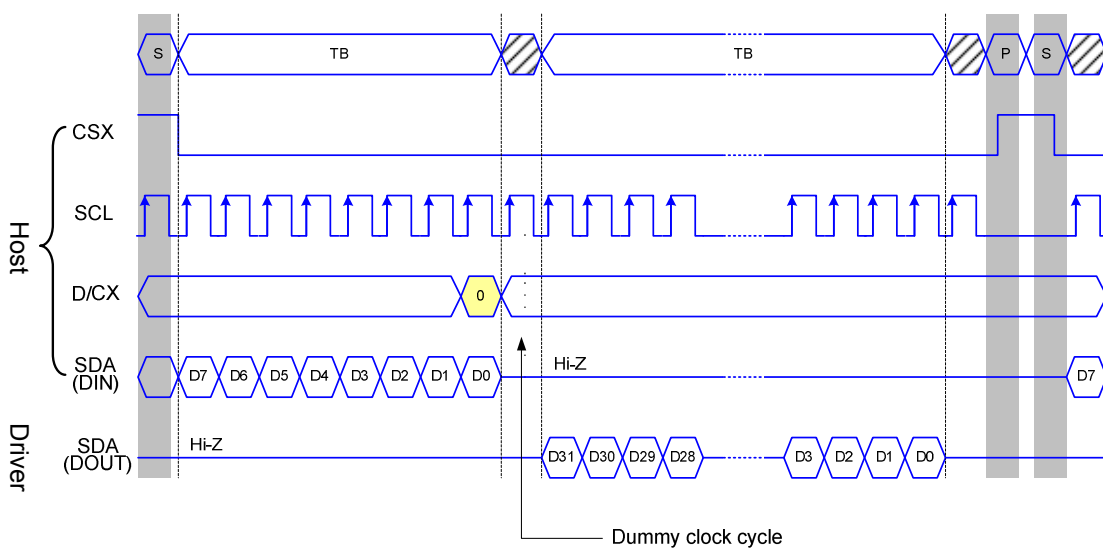 S TB TB P S
CSX
SCL
D/CX 0
SDA
(DIN) D7 D6 D5 D4 D3 D2 D1 D0 Hi-Z D7
SDA
(DOUT) Hi-Z D31 D30 D29 D28 D3 D2 D1 D0
Host
Driver
Dummy clock cycle